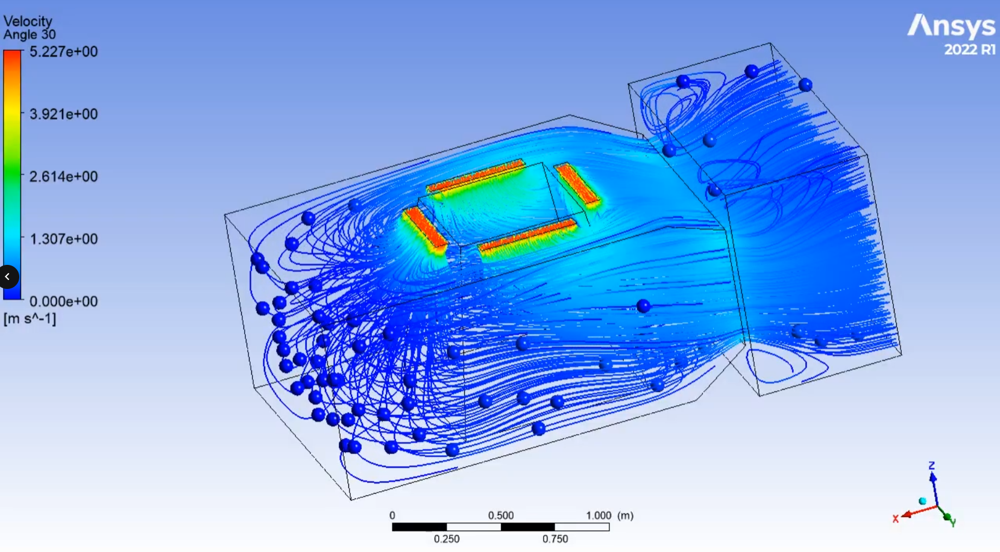 Velocity
Angle 30
5.227e+00
3.921e+00
2.614e+00
1.307e+00
0.000e+00
[m s^-1]
Ansys
2022 R1
0
0.500
1.000
(m)
0.250
0.750
Z
X
Y